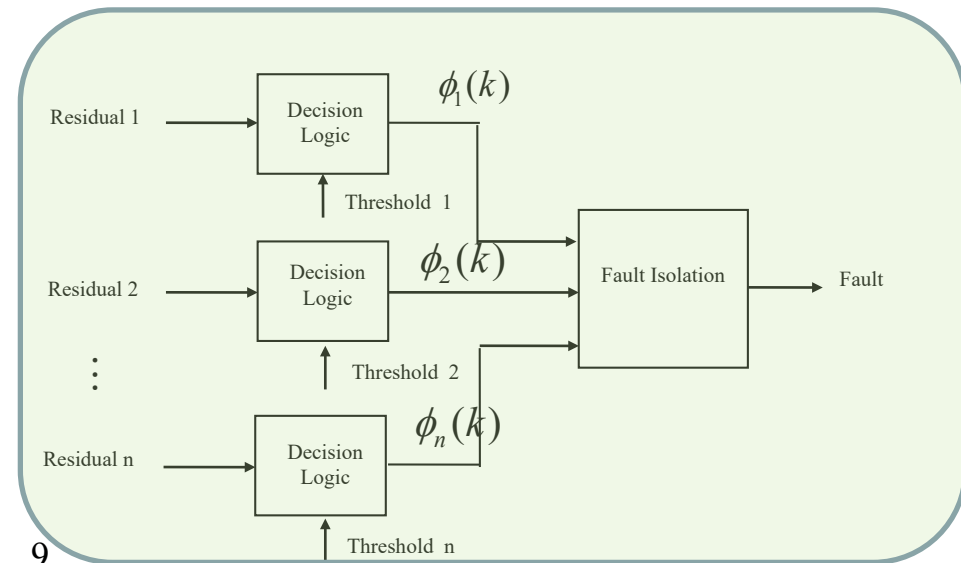 Residual 1
Decision
Logic
ϕ₁(k)
Threshold 1
Residual 2
Decision
Logic
ϕ₂(k)
Fault Isolation
Fault
Threshold 2
⋮
Residual n
Decision
Logic
ϕₙ(k)
Threshold n
9